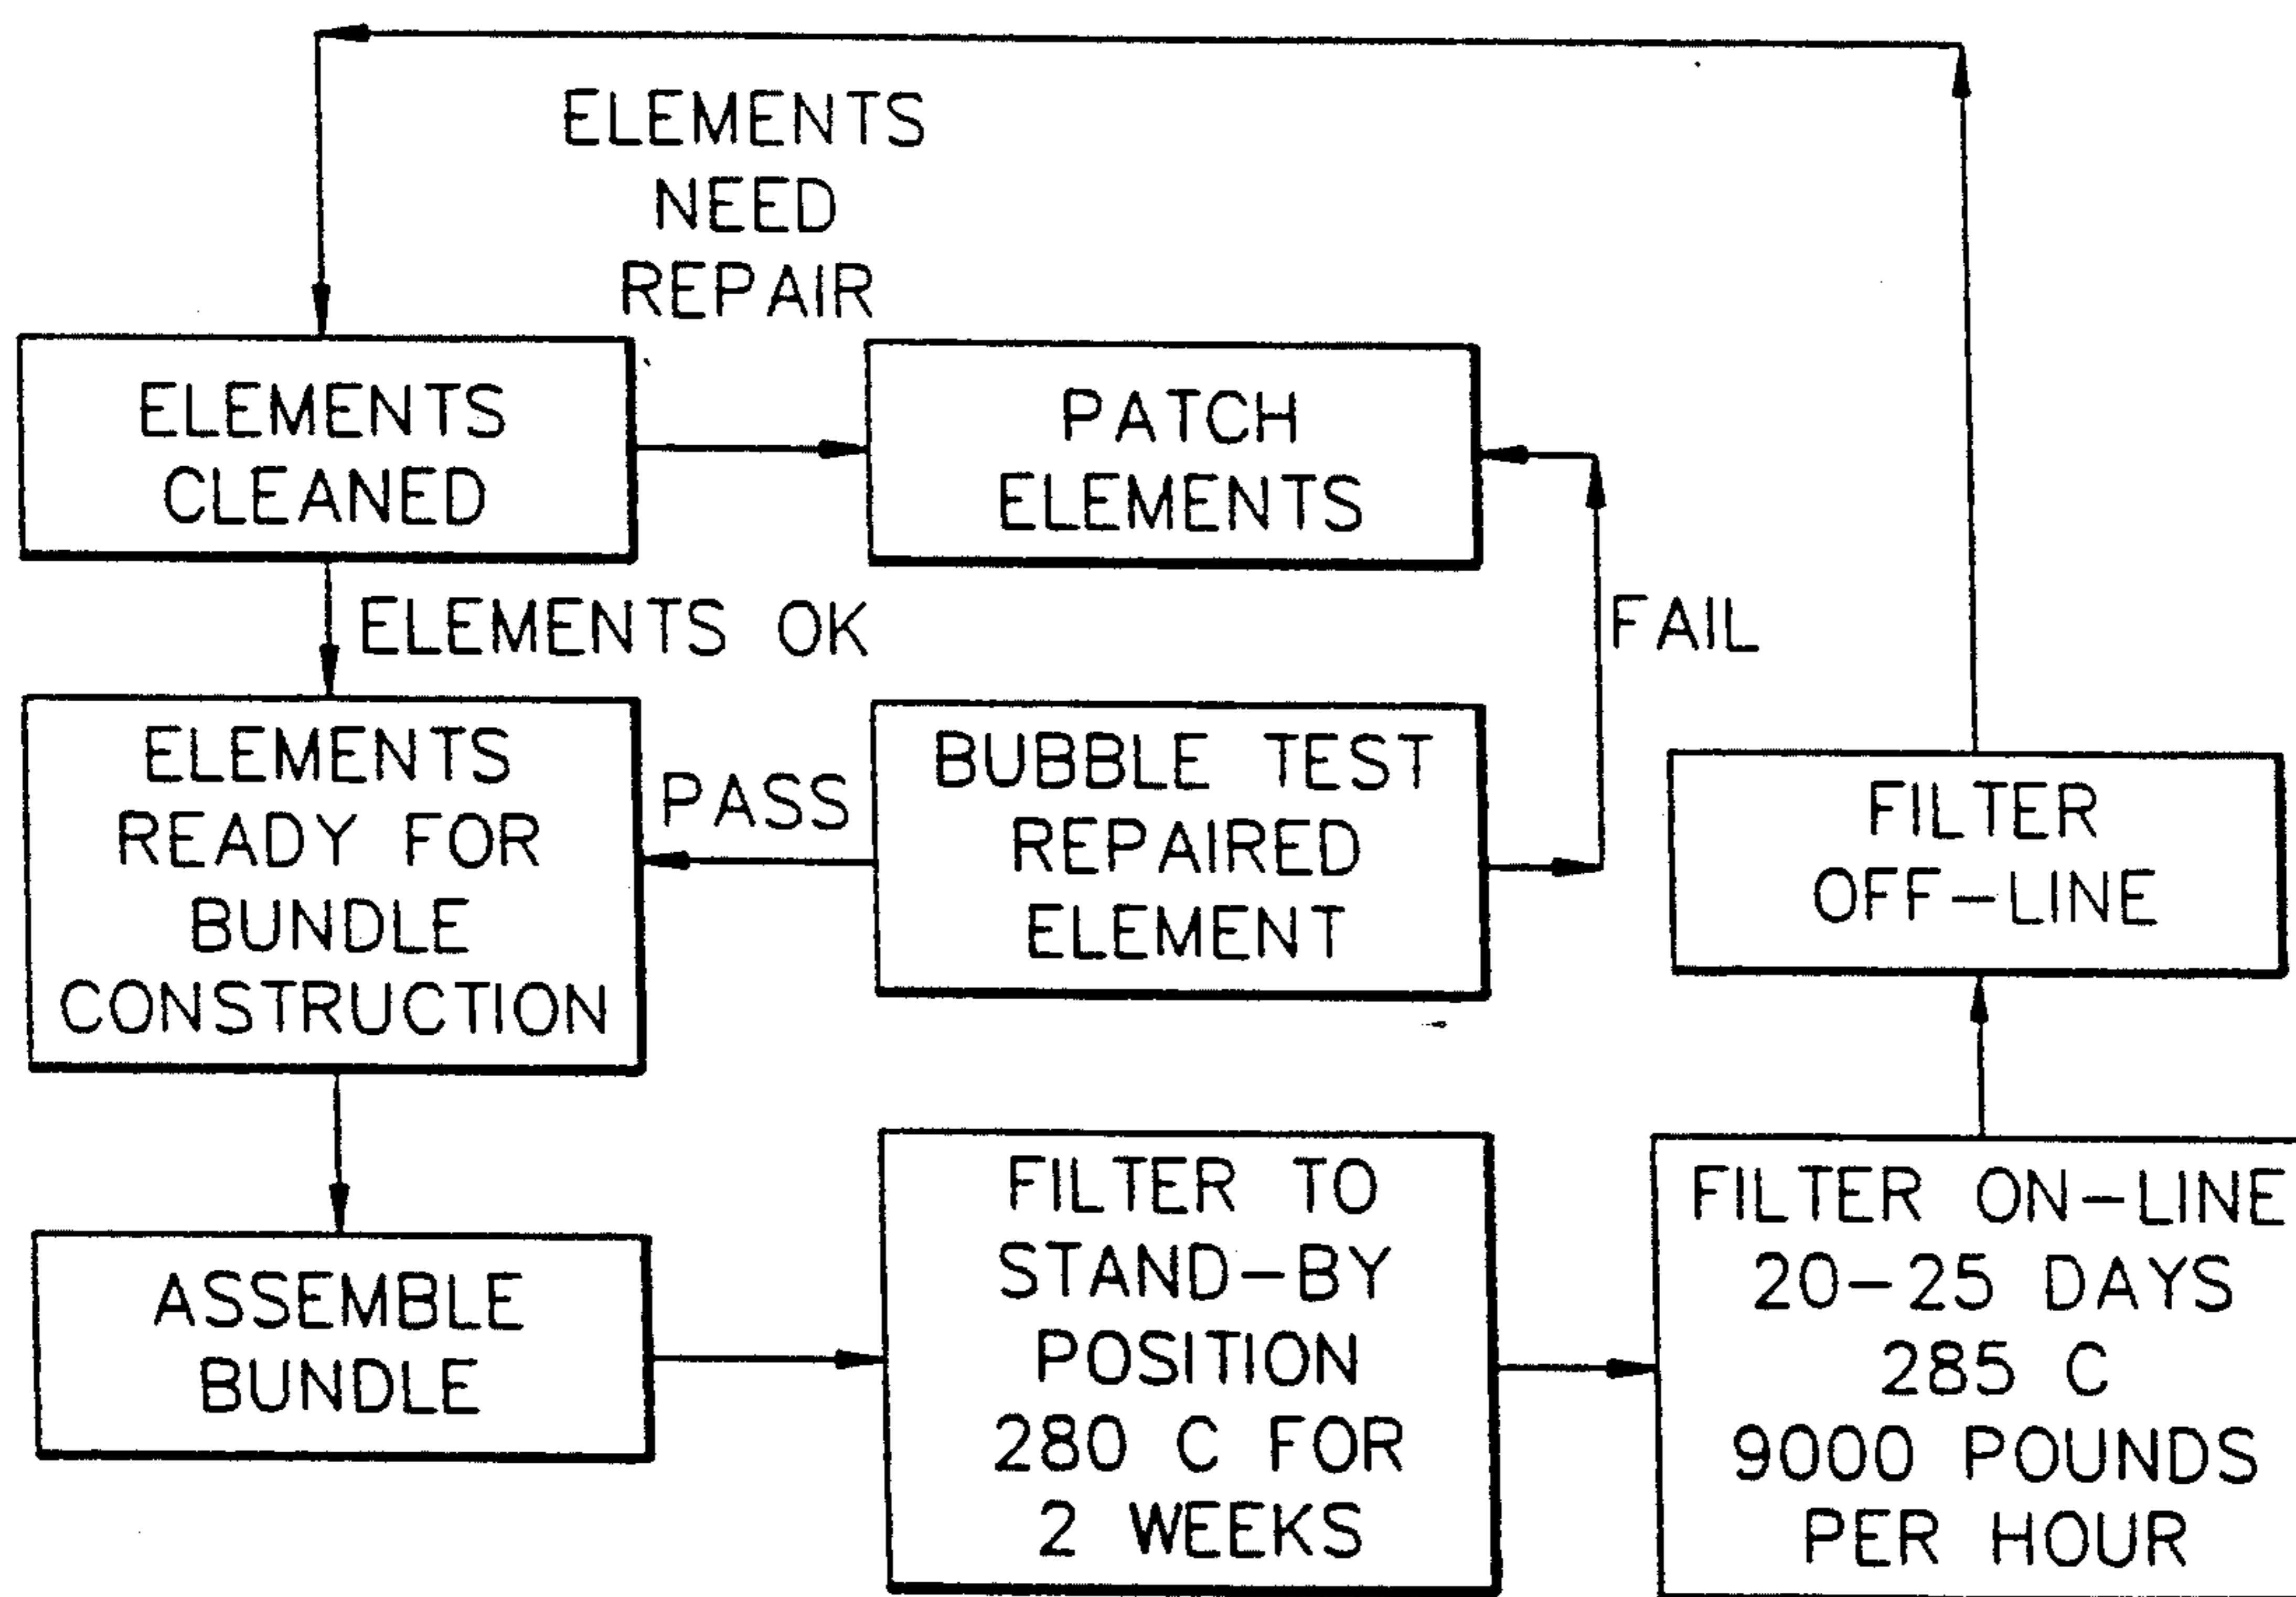 ELEMENTS
NEED
REPAIR
ELEMENTS
CLEANED
PATCH
ELEMENTS
ELEMENTS OK
FAIL
ELEMENTS
READY FOR
BUNDLE
CONSTRUCTION
PASS
BUBBLE TEST
REPAIRED
ELEMENT
FILTER
OFF-LINE
ASSEMBLE
BUNDLE
FILTER TO
STAND-BY
POSITION
280 C FOR
2 WEEKS
FILTER ON-LINE
20-25 DAYS
285 C
9000 POUNDS
PER HOUR